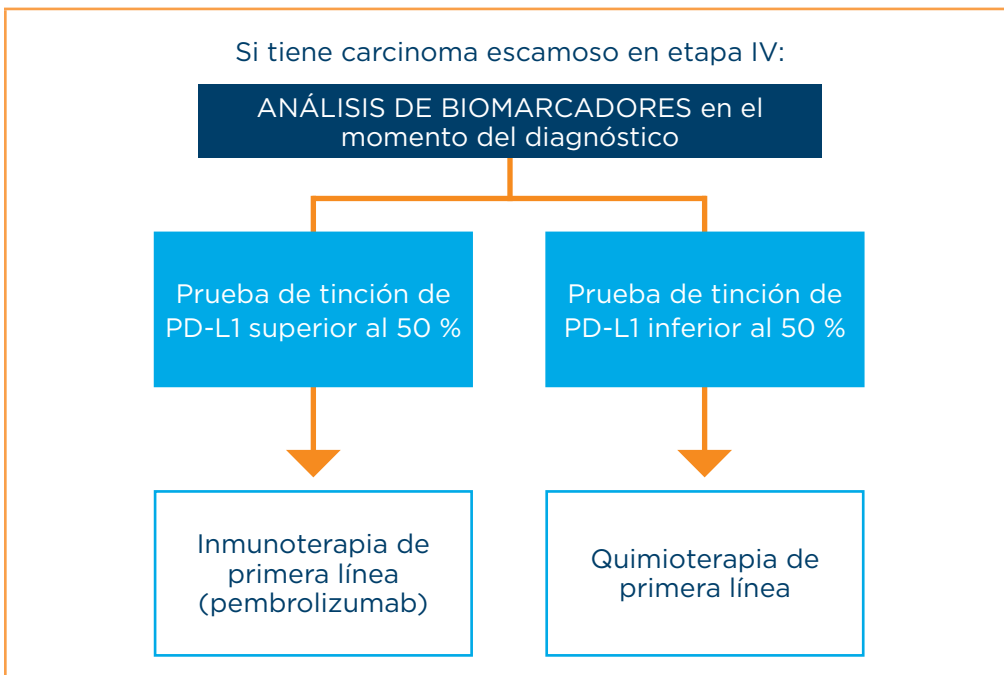 Si tiene carcinoma escamoso en etapa IV:
ANÁLISIS DE BIOMARCADORES en el
momento del diagnóstico
Prueba de tinción de
PD-L1 superior al 50 %
Prueba de tinción de
PD-L1 inferior al 50 %
Inmunoterapia de
primera línea
(pembrolizumab)
Quimioterapia de
primera línea